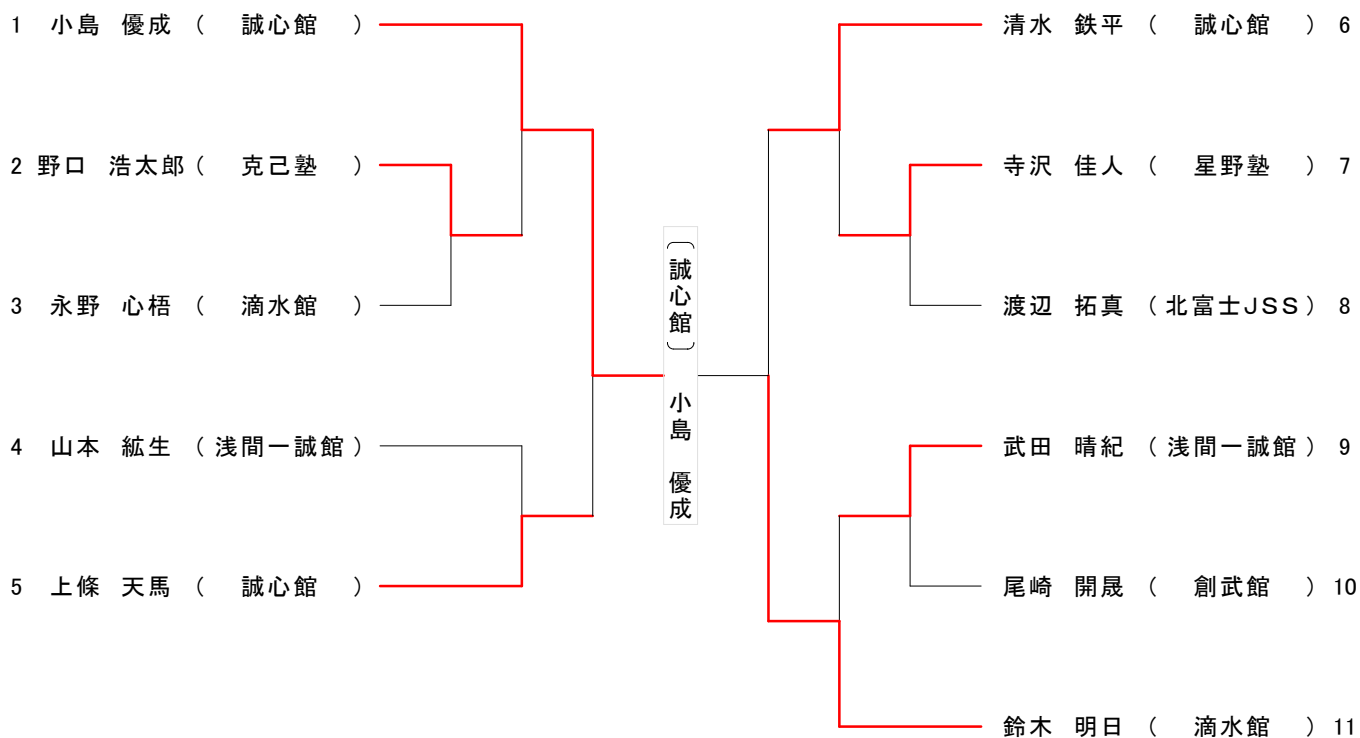 1 小島 優成 ( 誠心館 )
2 野口 浩太郎 ( 克己塾 )
3 永野 心梧 ( 滴水館 )
4 山本 紘生 ( 浅間一誠館 )
5 上條 天馬 ( 誠心館 )
(誠心館) 小島 優成
清水 鉄平 ( 誠心館 ) 6
寺沢 佳人 ( 星野塾 ) 7
渡辺 拓真 ( 北富士JSS ) 8
武田 晴紀 ( 浅間一誠館 ) 9
尾崎 開晟 ( 創武館 ) 10
鈴木 明日 ( 滴水館 ) 11